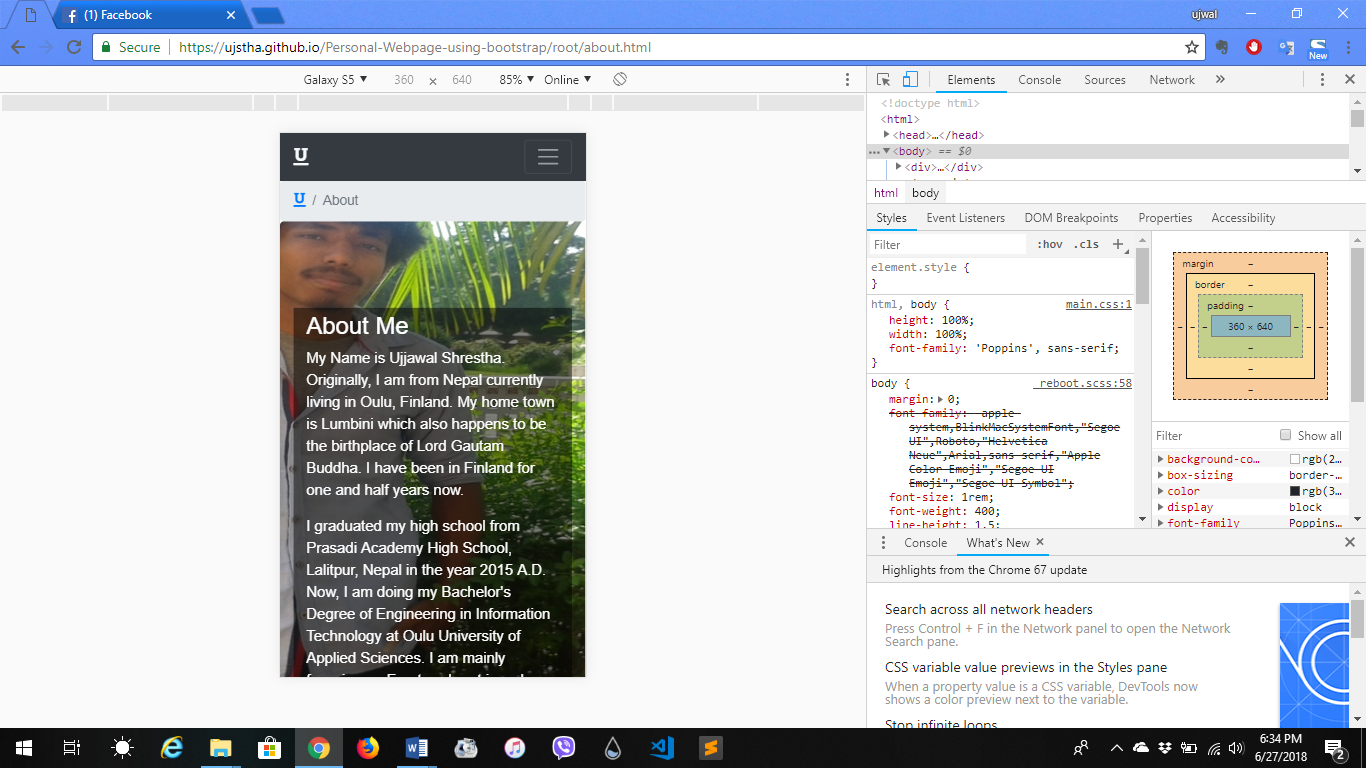 (1) Facebook
ujwal
Secure
https://ujstha.github.io/Personal-Webpage-using-bootstrap/root/about.html
New
Galaxy S5 ▼ 360 × 640 85% ▼ Online ▼
U
U / About
About Me
My Name is Ujjawal Shrestha.
Originally, I am from Nepal currently
living in Oulu, Finland. My home town
is Lumbini which also happens to be
the birthplace of Lord Gautam
Buddha. I have been in Finland for
one and half years now.
I graduated my high school from
Prasadi Academy High School,
Lalitpur, Nepal in the year 2015 A.D.
Now, I am doing my Bachelor's
Degree of Engineering in Information
Technology at Oulu University of
Applied Sciences. I am mainly
Elements Console Sources Network »
<!doctype html>
<html>
▶<head>…</head>
…▼<body> == $0
▶<div>…</div>
html body
Styles Event Listeners DOM Breakpoints Properties Accessibility
Filter :hov .cls +
element.style {
}
html, body { main.css:1
height: 100%;
width: 100%;
font-family: 'Poppins', sans-serif;
}
body { _reboot.scss:58
margin:▶ 0;
font-family: -apple-
system,BlinkMacSystemFont,"Segoe
UI",Roboto,"Helvetica
Neue",Arial,sans-serif,"Apple
Color Emoji","Segoe UI
Emoji","Segoe UI Symbol";
font-size: 1rem;
font-weight: 400;
line-height: 1.5;
margin –
border –
padding –
– – – 360 × 640 – – –
–
–
–
Filter Show all
▶ background-co… rgb(2…
▶ box-sizing border-…
▶ color rgb(3…
▶ display block
▶ font-family Poppins…
Console What's New ×
Highlights from the Chrome 67 update
Search across all network headers
Press Control + F in the Network panel to open the Network
Search pane.
CSS variable value previews in the Styles pane
When a property value is a CSS variable, DevTools now
shows a color preview next to the variable.
Stop infinite loops
6:34 PM
6/27/2018
2